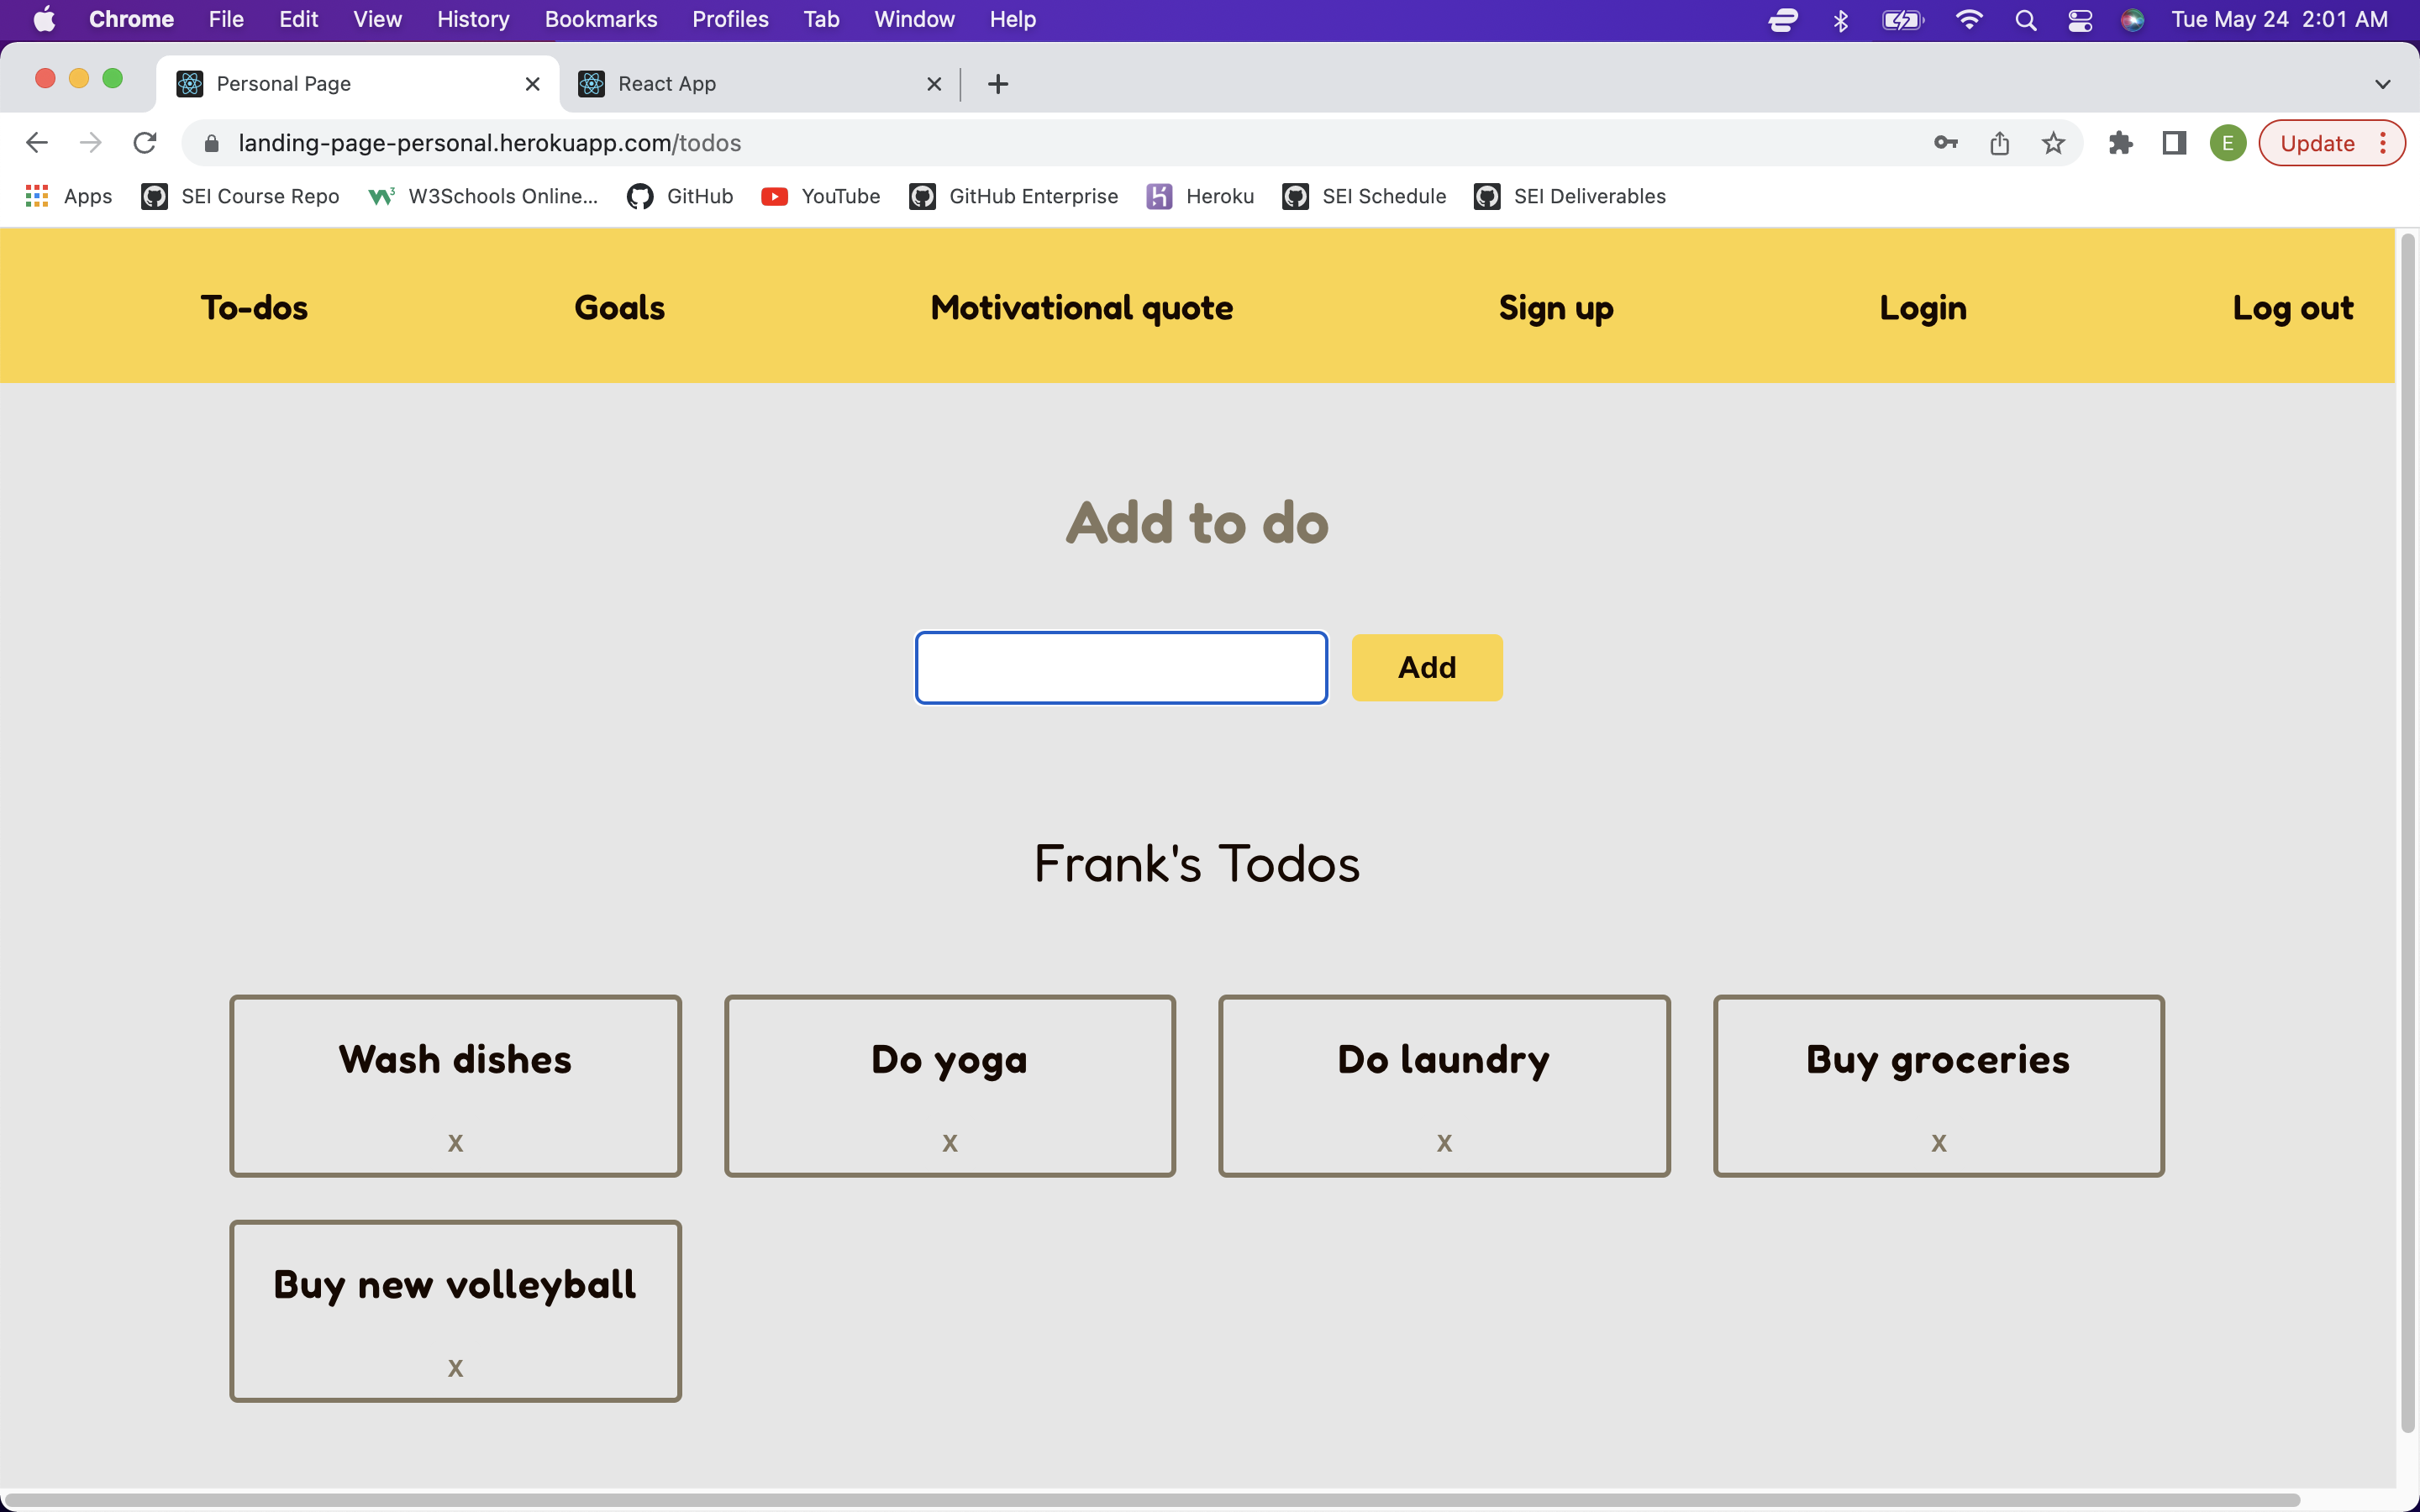 Chrome File Edit View History Bookmarks Profiles Tab Window Help Tue May 24 2:01 AM
Personal Page React App
landing-page-personal.herokuapp.com/todos E Update
Apps SEI Course Repo W3Schools Online... GitHub YouTube GitHub Enterprise Heroku SEI Schedule SEI Deliverables
To-dos Goals Motivational quote Sign up Login Log out
Add to do
Add
Frank's Todos
Wash dishes Do yoga Do laundry Buy groceries
X X X X
Buy new volleyball
X